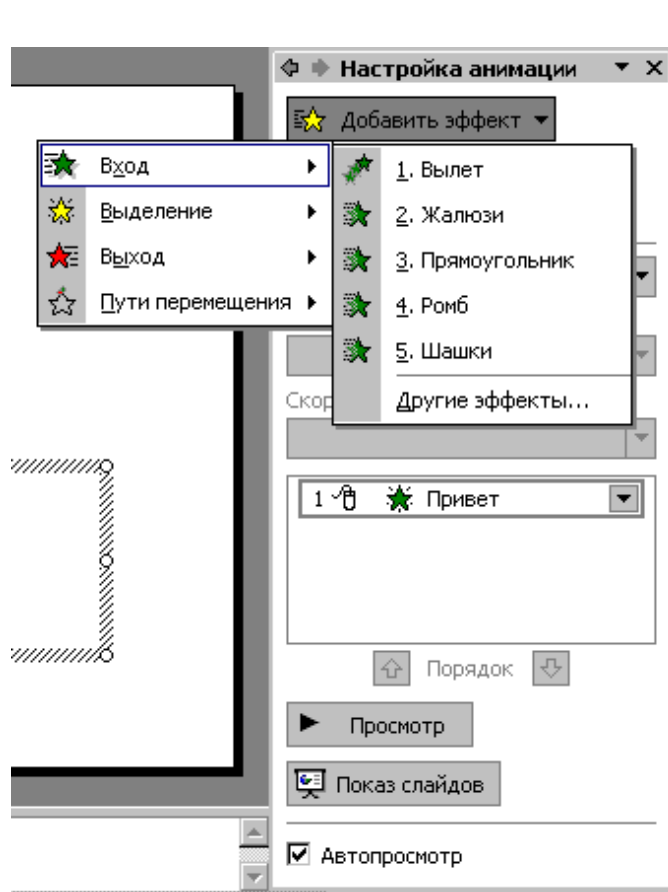 Настройка анимации
Добавить эффект
Вход
Выделение
Выход
Пути перемещения
1. Вылет
2. Жалюзи
3. Прямоугольник
4. Ромб
5. Шашки
Другие эффекты...
Скор
1 Привет
Порядок
Просмотр
Показ слайдов
Автопросмотр